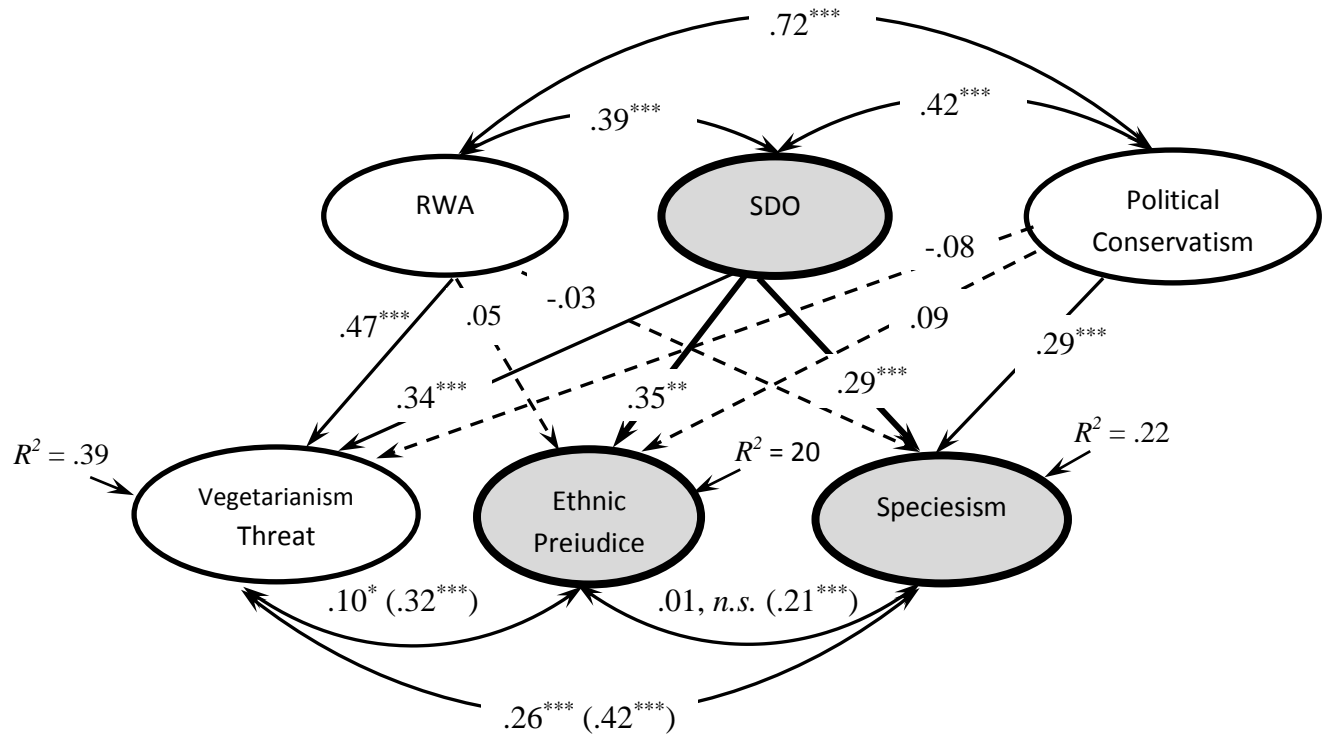 .72***
.39***
.42***
RWA
SDO
Political
Conservatism
-.08
-.03
.05
.09
.47***
.29***
.34***
.35**
.29***
R² = .39
R² = 20
R² = .22
Vegetarianism
Threat
Ethnic
Prejudice
Speciesism
.10* (.32***)
.01, n.s. (.21***)
.26*** (.42***)